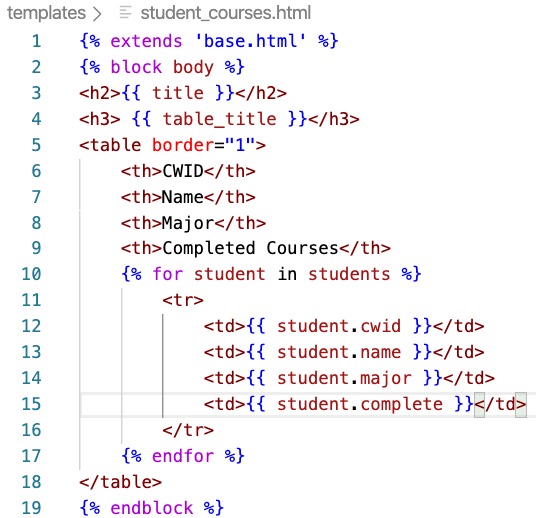 templates > student_courses.html
1 {% extends 'base.html' %}
2 {% block body %}
3 <h2>{{ title }}</h2>
4 <h3> {{ table_title }}</h3>
5 <table border="1">
6     <th>CWID</th>
7     <th>Name</th>
8     <th>Major</th>
9     <th>Completed Courses</th>
10     {% for student in students %}
11         <tr>
12             <td>{{ student.cwid }}</td>
13             <td>{{ student.name }}</td>
14             <td>{{ student.major }}</td>
15             <td>{{ student.complete }}</td>
16         </tr>
17     {% endfor %}
18 </table>
19 {% endblock %}